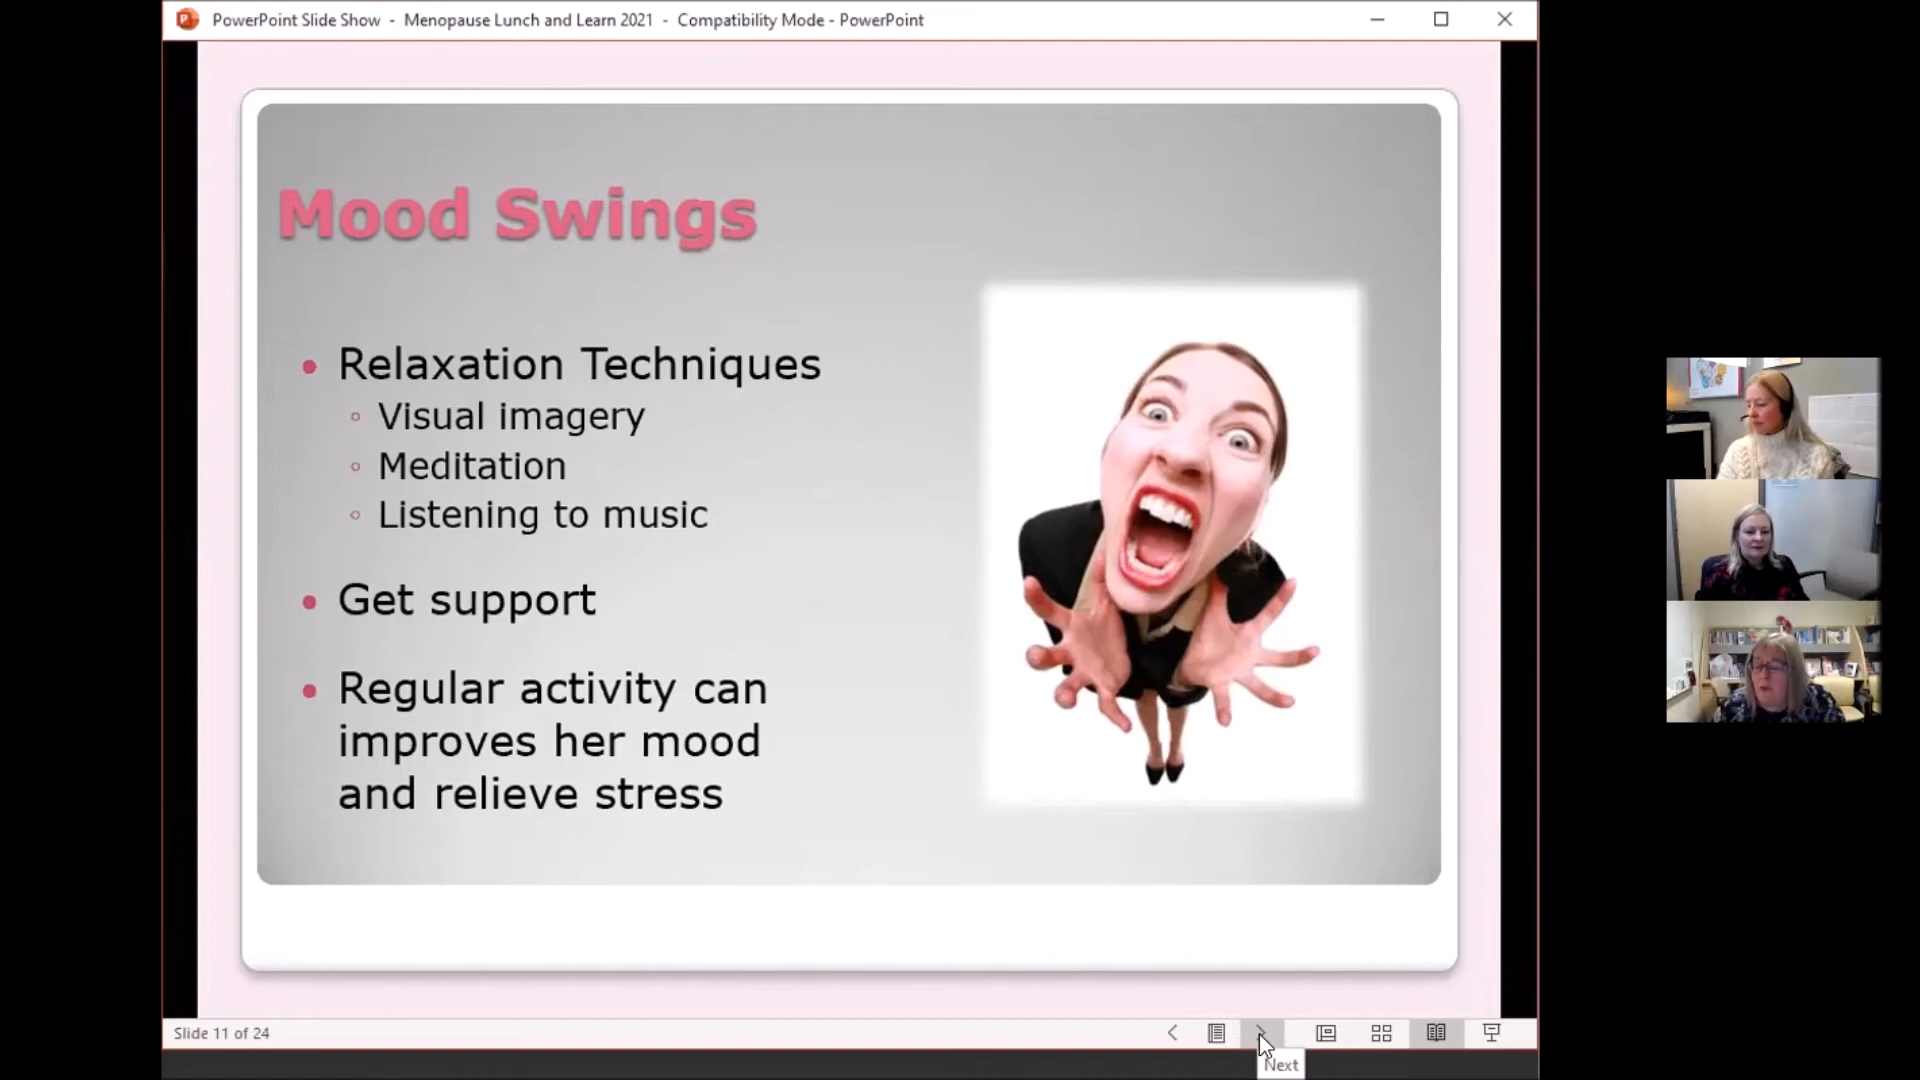 PowerPoint Slide Show - Menopause Lunch and Learn 2021 - Compatibility Mode - PowerPoint
Mood Swings
Relaxation Techniques
Visual imagery
Meditation
Listening to music
Get support
Regular activity can
improves her mood
and relieve stress
Slide 11 of 24
Next